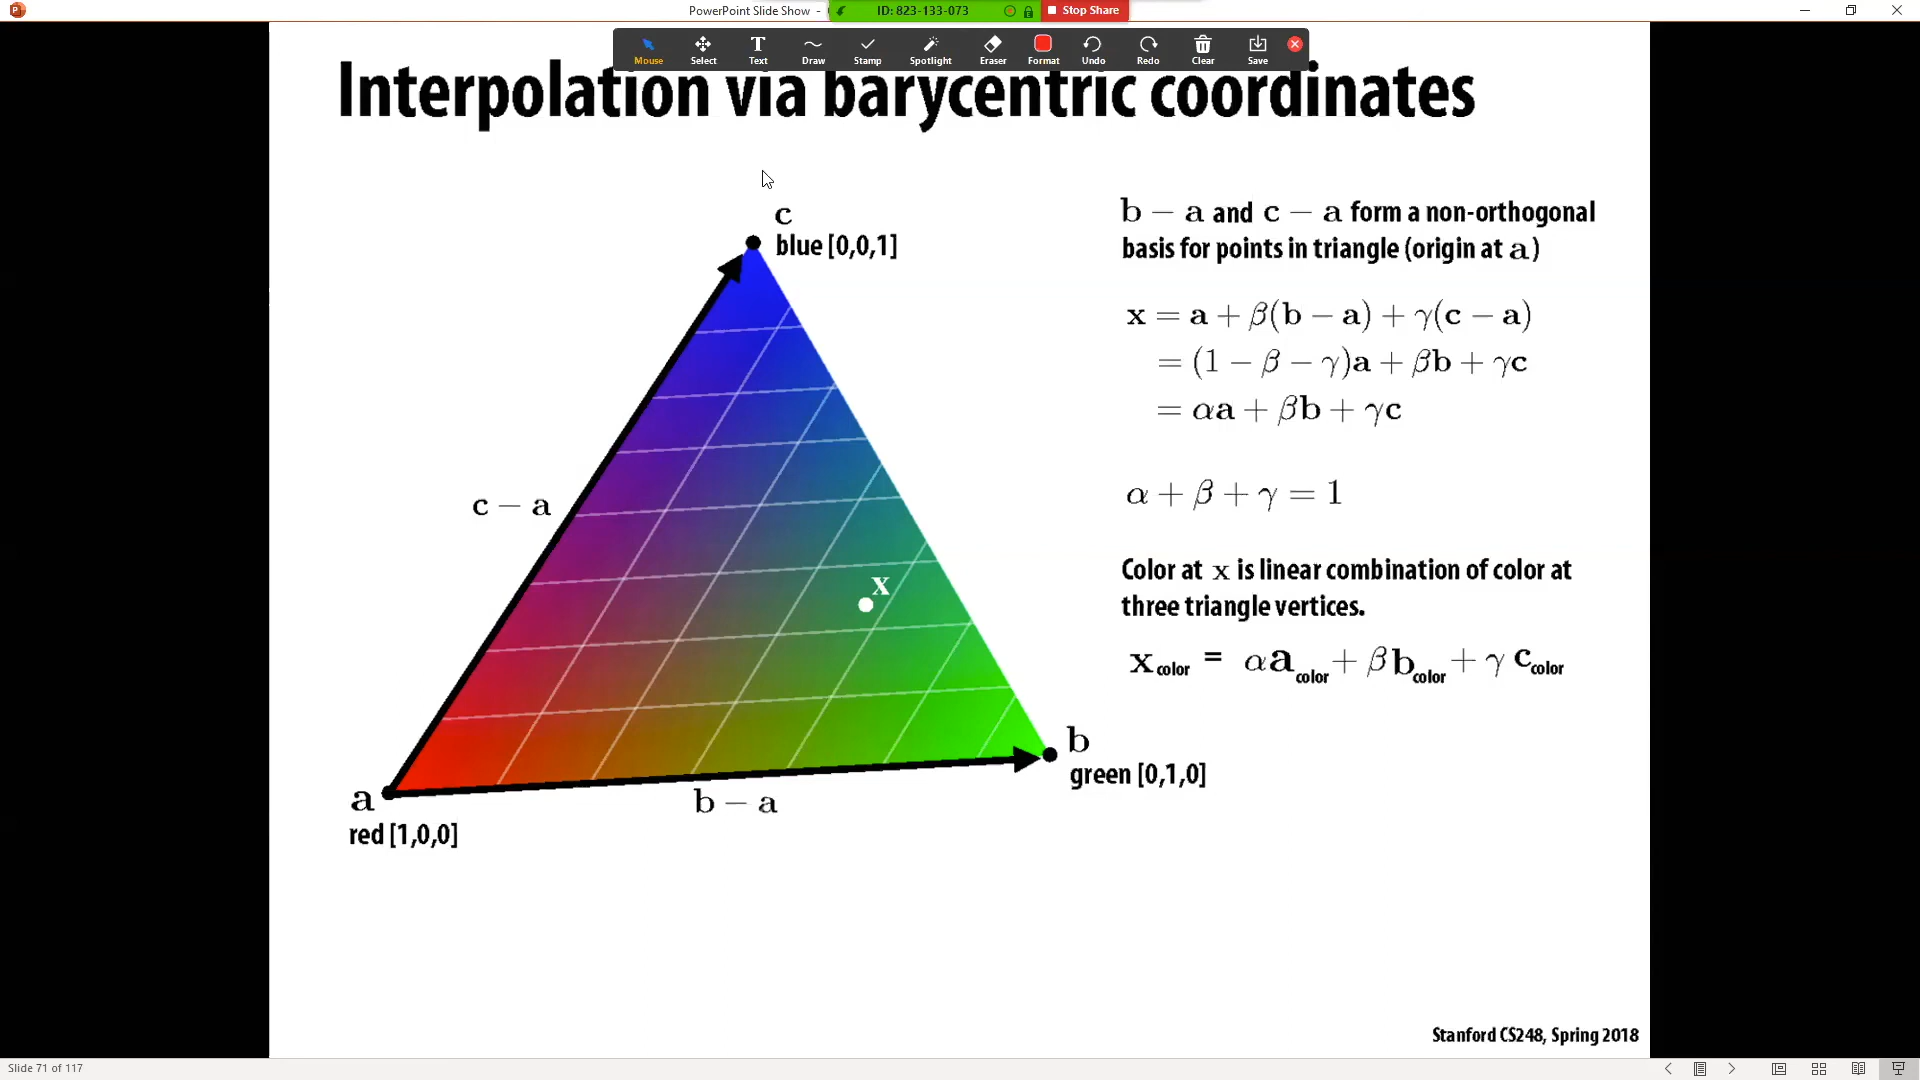 PowerPoint Slide Show -
ID: 823-133-073
Stop Share
Mouse
Select
Text
Draw
Stamp
Spotlight
Eraser
Format
Undo
Redo
Clear
Save
Interpolation via barycentric coordinates
c
blue [0,0,1]
c − a
x
a
red [1,0,0]
b − a
b
green [0,1,0]
b − a and c − a form a non-orthogonal
basis for points in triangle (origin at a)
x = a + β(b − a) + γ(c − a)
= (1 − β − γ)a + βb + γc
= αa + βb + γc
α + β + γ = 1
Color at x is linear combination of color at
three triangle vertices.
x color = αa color + βb color + γ c color
Stanford CS248, Spring 2018
Slide 71 of 117